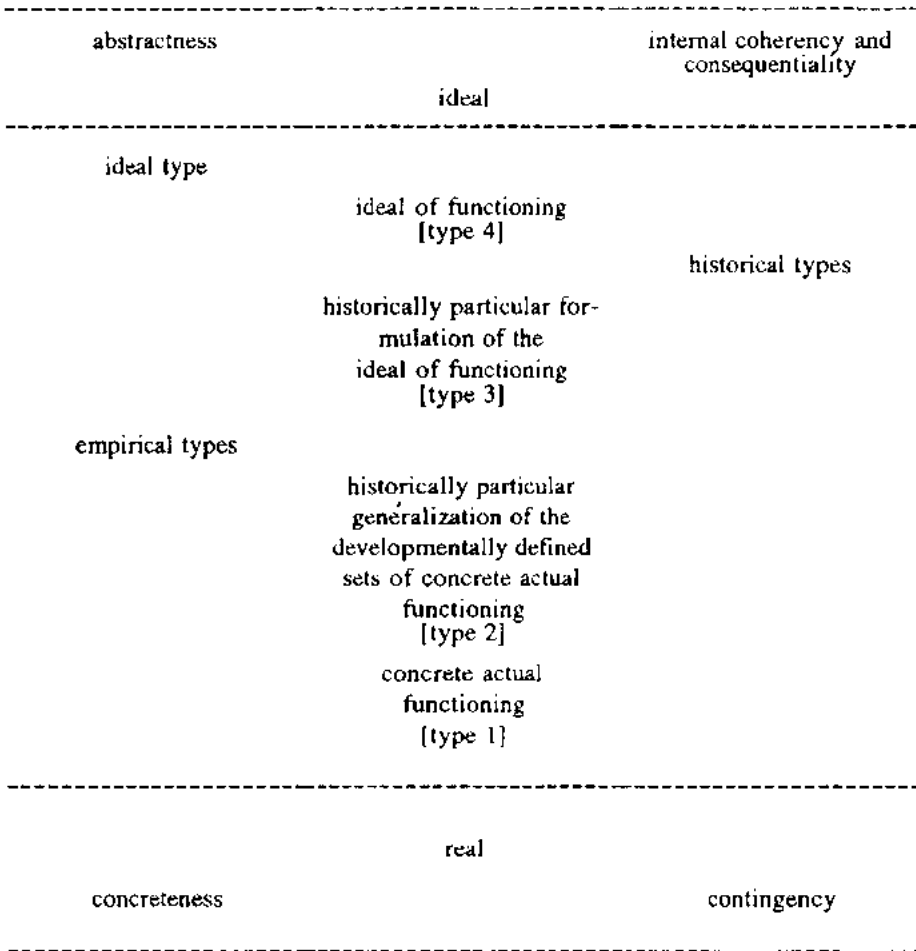 abstractness internal coherency and
consequentiality
ideal
ideal type
ideal of functioning
[type 4]
historical types
historically particular for-
mulation of the
ideal of functioning
[type 3]
empirical types
historically particular
generalization of the
developmentally defined
sets of concrete actual
functioning
[type 2]
concrete actual
functioning
[type 1]
real
concreteness contingency